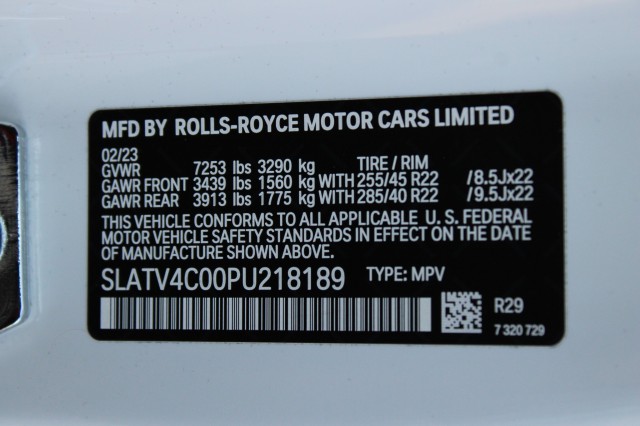 MFD BY ROLLS-ROYCE MOTOR CARS LIMITED
02/23
GVWR 7253 lbs 3290 kg TIRE / RIM
GAWR FRONT 3439 lbs 1560 kg WITH 255/45 R22 /8.5Jx22
GAWR REAR 3913 lbs 1775 kg WITH 285/40 R22 /9.5Jx22
THIS VEHICLE CONFORMS TO ALL APPLICABLE U.S. FEDERAL
MOTOR VEHICLE SAFETY STANDARDS IN EFFECT ON THE DATE
OF MANUFACTURE SHOWN ABOVE.
SLATV4C00PU218189 TYPE: MPV
R29
7 320 729